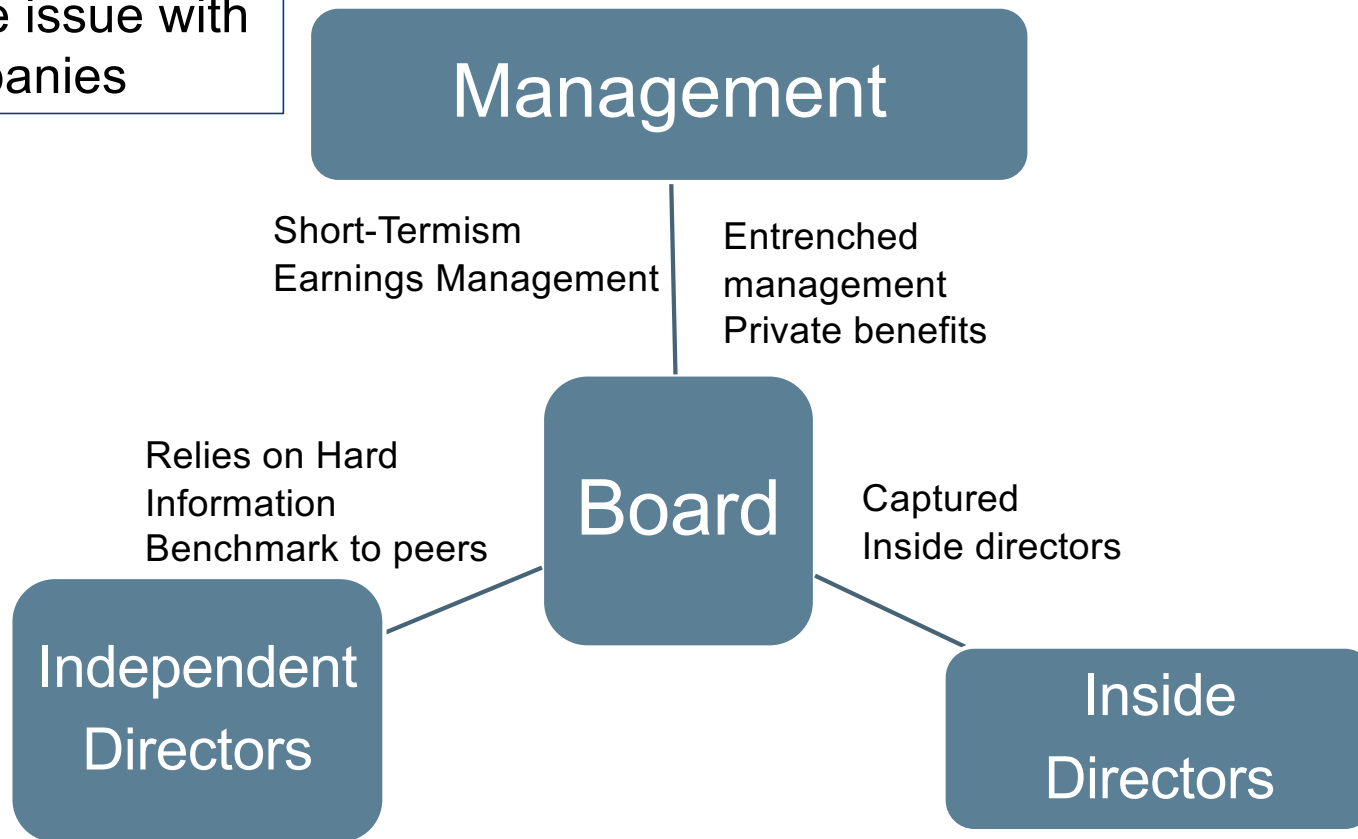 e issue with
panies
Management
Short-Termism
Earnings Management
Entrenched
management
Private benefits
Relies on Hard
Information
Benchmark to peers
Board
Captured
Inside directors
Independent
Directors
Inside
Directors